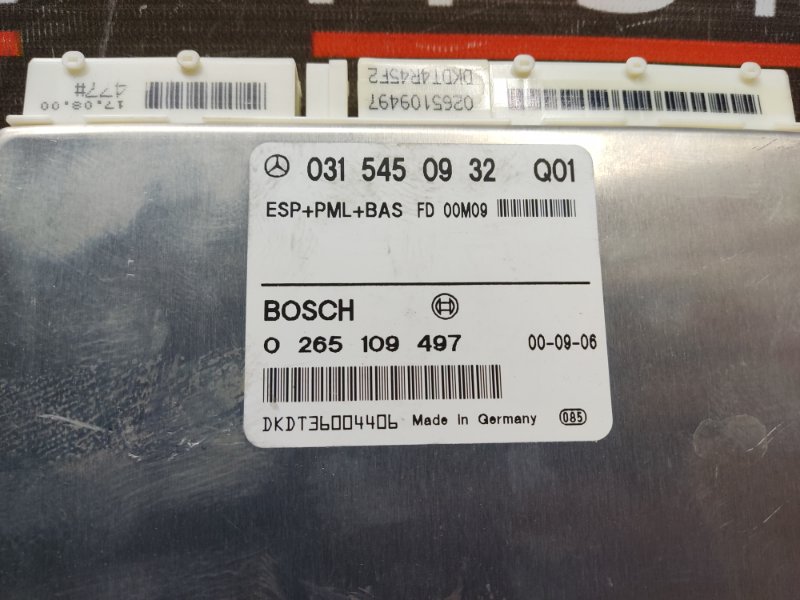 17.08.00
477#
DKDT4R45F2
0265109497
031 545 09 32 Q01
ESP+PML+BAS FD 00M09
BOSCH
0 265 109 497 00-09-06
DKDT36004406 Made In Germany 085